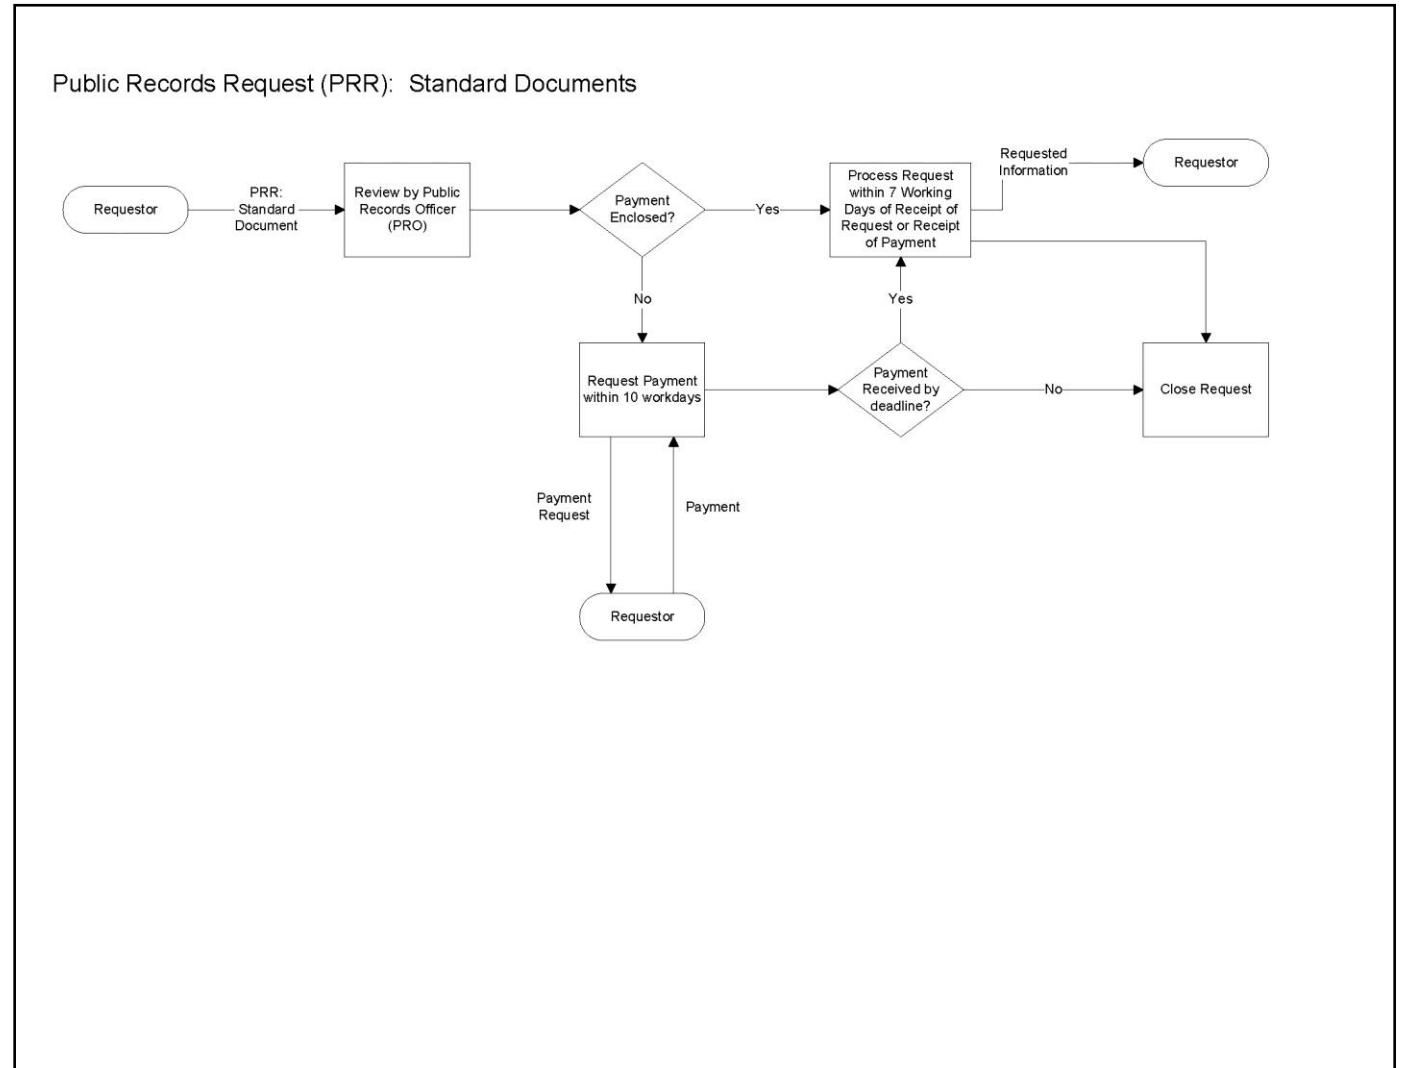 Public Records Request (PRR):  Standard Documents
Requestor
PRR:
Standard
Document
Review by Public
Records Officer
(PRO)
Payment
Enclosed?
Yes
Process Request
within 7 Working
Days of Receipt of
Request or Receipt
of Payment
Requested
Information
Requestor
No
Yes
Request Payment
within 10 workdays
Payment
Received by
deadline?
No
Close Request
Payment
Request
Payment
Requestor